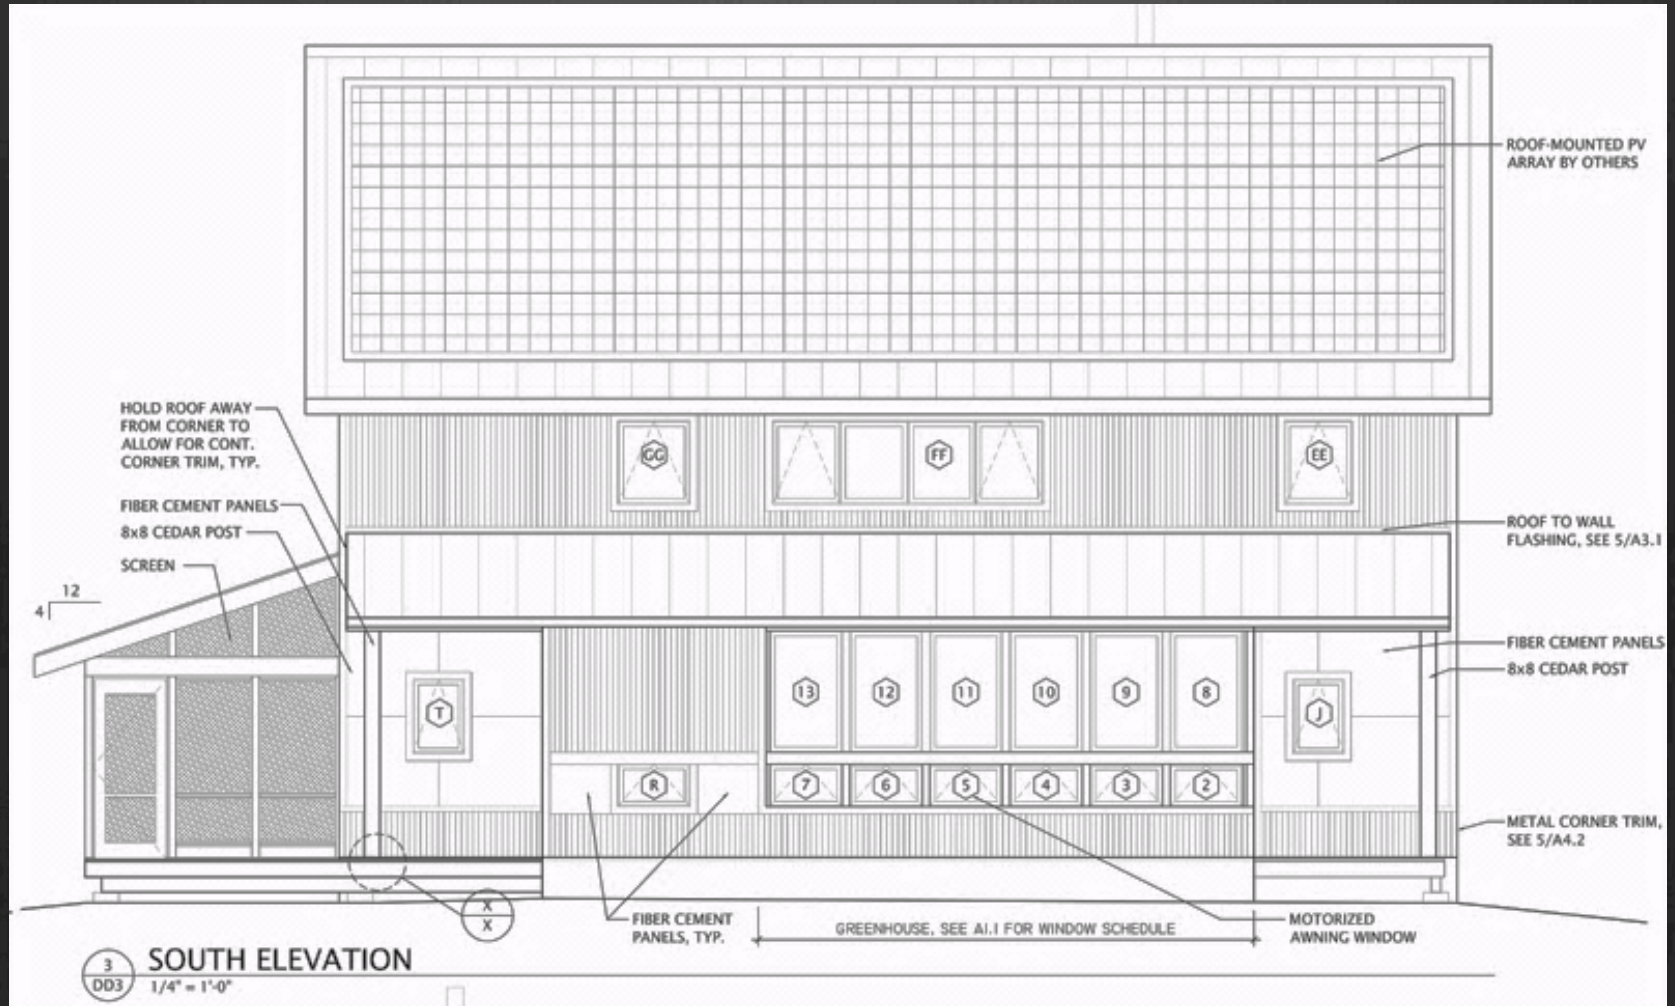 ROOF-MOUNTED PV
ARRAY BY OTHERS
HOLD ROOF AWAY
FROM CORNER TO
ALLOW FOR CONT.
CORNER TRIM, TYP.
GG
FF
EE
FIBER CEMENT PANELS
8x8 CEDAR POST
SCREEN
ROOF TO WALL
FLASHING, SEE 5/A3.1
12
4
FIBER CEMENT PANELS
8x8 CEDAR POST
T
13
12
11
10
9
8
J
R
7
6
5
4
3
2
METAL CORNER TRIM,
SEE 5/A4.2
X
X
FIBER CEMENT
PANELS, TYP.
GREENHOUSE. SEE A1.1 FOR WINDOW SCHEDULE
MOTORIZED
AWNING WINDOW
3
DD3
SOUTH ELEVATION
1/4" = 1'-0"